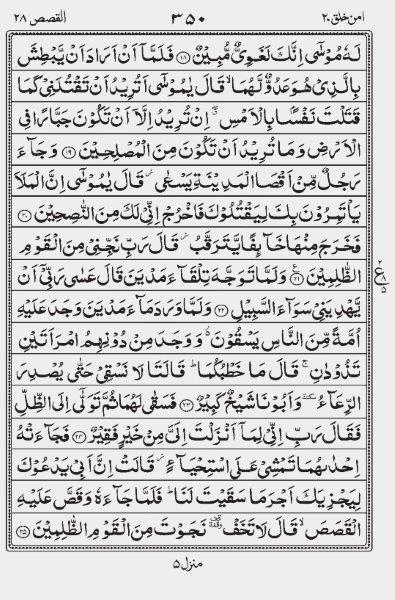 امن خلق ٢٠ ٣٥٠ القصص ٢٨
لَهٗ مُوْسٰۤى اِنَّكَ لَغَوِىٌّ مُّبِيْنٌ ﴿١٨﴾ فَلَمَّاۤ اَنْ اَرَادَ اَنْ يَّبْطِشَ
بِالَّذِىْ هُوَ عَدُوٌّ لَّهُمَا ۙ قَالَ يٰمُوْسٰۤى اَتُرِيْدُ اَنْ تَقْتُلَنِىْ كَمَا
قَتَلْتَ نَفْسًۢا بِالْاَمْسِ ۖ اِنْ تُرِيْدُ اِلَّاۤ اَنْ تَكُوْنَ جَبَّارًا فِى
الْاَرْضِ وَمَا تُرِيْدُ اَنْ تَكُوْنَ مِنَ الْمُصْلِحِيْنَ ﴿١٩﴾ وَجَآءَ
رَجُلٌ مِّنْ اَقْصَا الْمَدِيْنَةِ يَسْعٰى ۫ قَالَ يٰمُوْسٰۤى اِنَّ الْمَلَاَ
يَاْتَمِرُوْنَ بِكَ لِيَقْتُلُوْكَ فَاخْرُجْ اِنِّىْ لَكَ مِنَ النّٰصِحِيْنَ ﴿٢٠﴾
فَخَرَجَ مِنْهَا خَآئِفًا يَّتَرَقَّبُ ۫ قَالَ رَبِّ نَجِّنِىْ مِنَ الْقَوْمِ
الظّٰلِمِيْنَ ﴿٢١﴾ وَلَمَّا تَوَجَّهَ تِلْقَآءَ مَدْيَنَ قَالَ عَسٰى رَبِّىْۤ اَنْ
يَّهْدِيَنِىْ سَوَآءَ السَّبِيْلِ ﴿٢٢﴾ وَلَمَّا وَرَدَ مَآءَ مَدْيَنَ وَجَدَ عَلَيْهِ
اُمَّةً مِّنَ النَّاسِ يَسْقُوْنَ ۫ وَوَجَدَ مِنْ دُوْنِهِمُ امْرَاَتَيْنِ
تَذُوْدٰنِ ۚ قَالَ مَا خَطْبُكُمَا ؕ قَالَتَا لَا نَسْقِىْ حَتّٰى يُصْدِرَ
الرِّعَآءُ ٚ وَاَبُوْنَا شَيْخٌ كَبِيْرٌ ﴿٢٣﴾ فَسَقٰى لَهُمَا ثُمَّ تَوَلّٰۤى اِلَى الظِّلِّ
فَقَالَ رَبِّ اِنِّىْ لِمَاۤ اَنْزَلْتَ اِلَىَّ مِنْ خَيْرٍ فَقِيْرٌ ﴿٢٤﴾ فَجَآءَتْهُ
اِحْدٰىهُمَا تَمْشِىْ عَلَى اسْتِحْيَآءٍ ۫ قَالَتْ اِنَّ اَبِىْ يَدْعُوْكَ
لِيَجْزِيَكَ اَجْرَ مَا سَقَيْتَ لَنَا ؕ فَلَمَّا جَآءَهٗ وَقَصَّ عَلَيْهِ
الْقَصَصَ ۙ قَالَ لَا تَخَفْ ۥ نَجَوْتَ مِنَ الْقَوْمِ الظّٰلِمِيْنَ ﴿٢٥﴾
منزل ٥